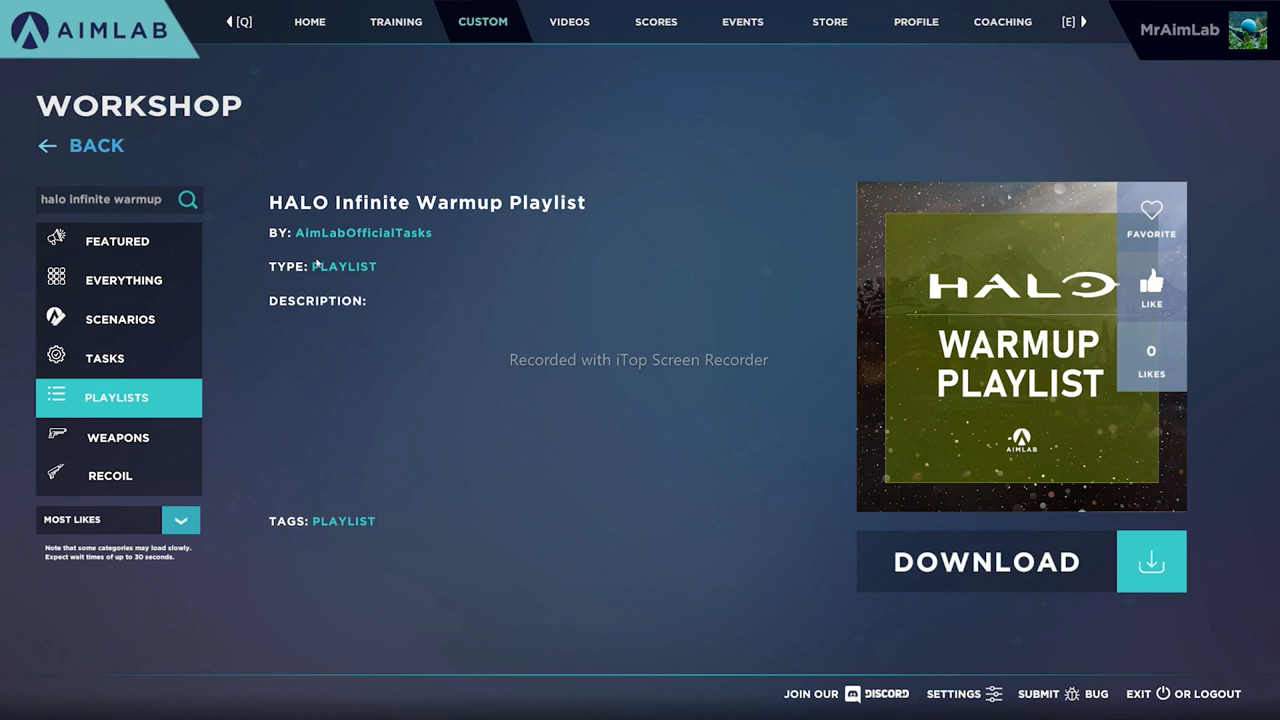 AIMLAB
[Q]
HOME
TRAINING
CUSTOM
VIDEOS
SCORES
EVENTS
STORE
PROFILE
COACHING
[E]
MrAimLab
WORKSHOP
BACK
halo infinite warmup
FEATURED
EVERYTHING
SCENARIOS
TASKS
PLAYLISTS
WEAPONS
RECOIL
MOST LIKES
Note that some categories may load slowly.
Expect wait times of up to 30 seconds.
HALO Infinite Warmup Playlist
BY: AimLabOfficialTasks
TYPE: PLAYLIST
DESCRIPTION:
Recorded with iTop Screen Recorder
TAGS: PLAYLIST
HALO
WARMUP
PLAYLIST
AIMLAB
FAVORITE
LIKE
0
LIKES
DOWNLOAD
JOIN OUR DISCORD
SETTINGS
SUBMIT BUG
EXIT OR LOGOUT